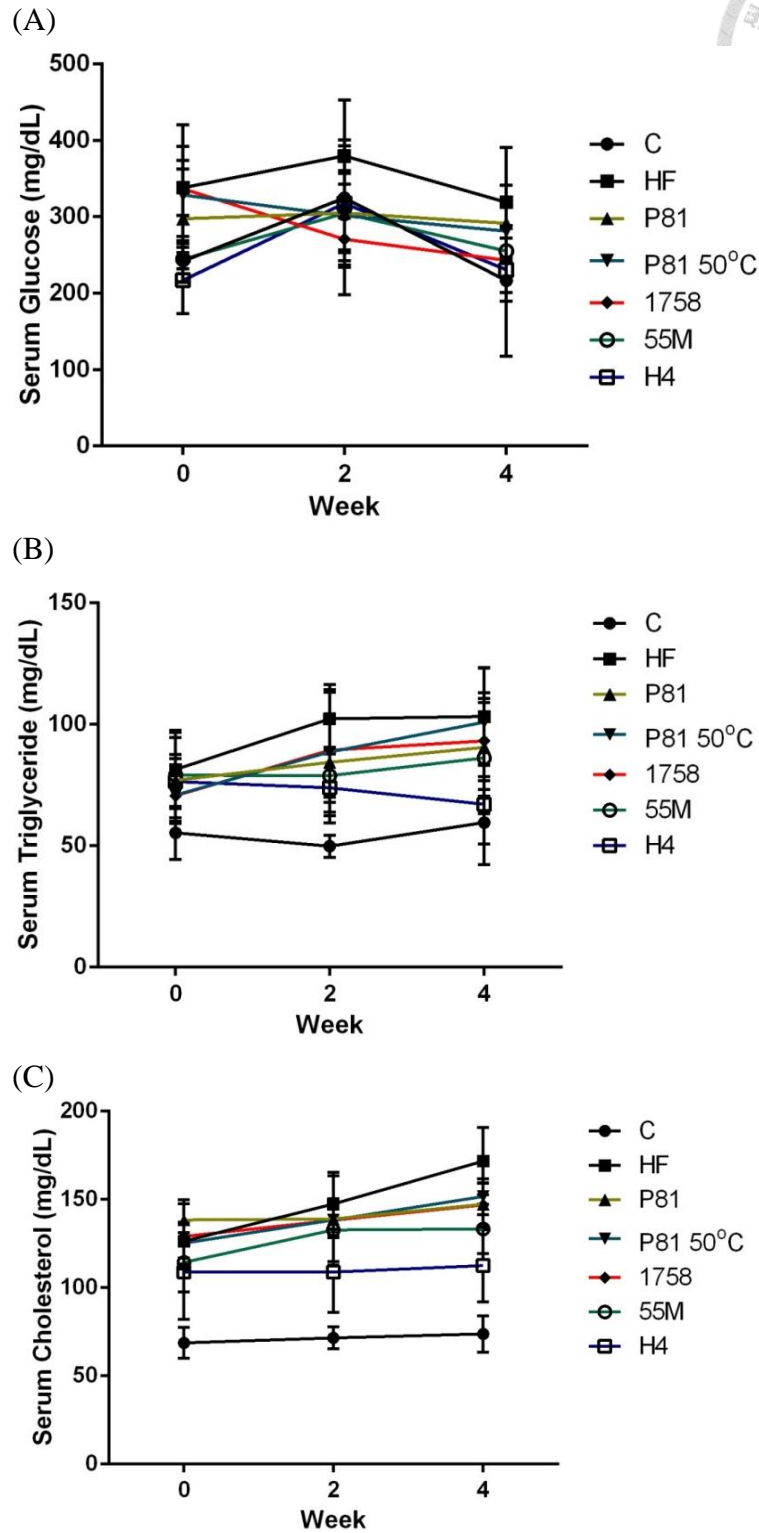 (A)
Serum Glucose (mg/dL)
500
400
300
200
100
0
0 2 4
Week
C
HF
P81
P81 50°C
1758
55M
H4
(B)
Serum Triglyceride (mg/dL)
150
100
50
0
0 2 4
Week
C
HF
P81
P81 50°C
1758
55M
H4
(C)
Serum Cholesterol (mg/dL)
200
150
100
50
0
0 2 4
Week
C
HF
P81
P81 50°C
1758
55M
H4